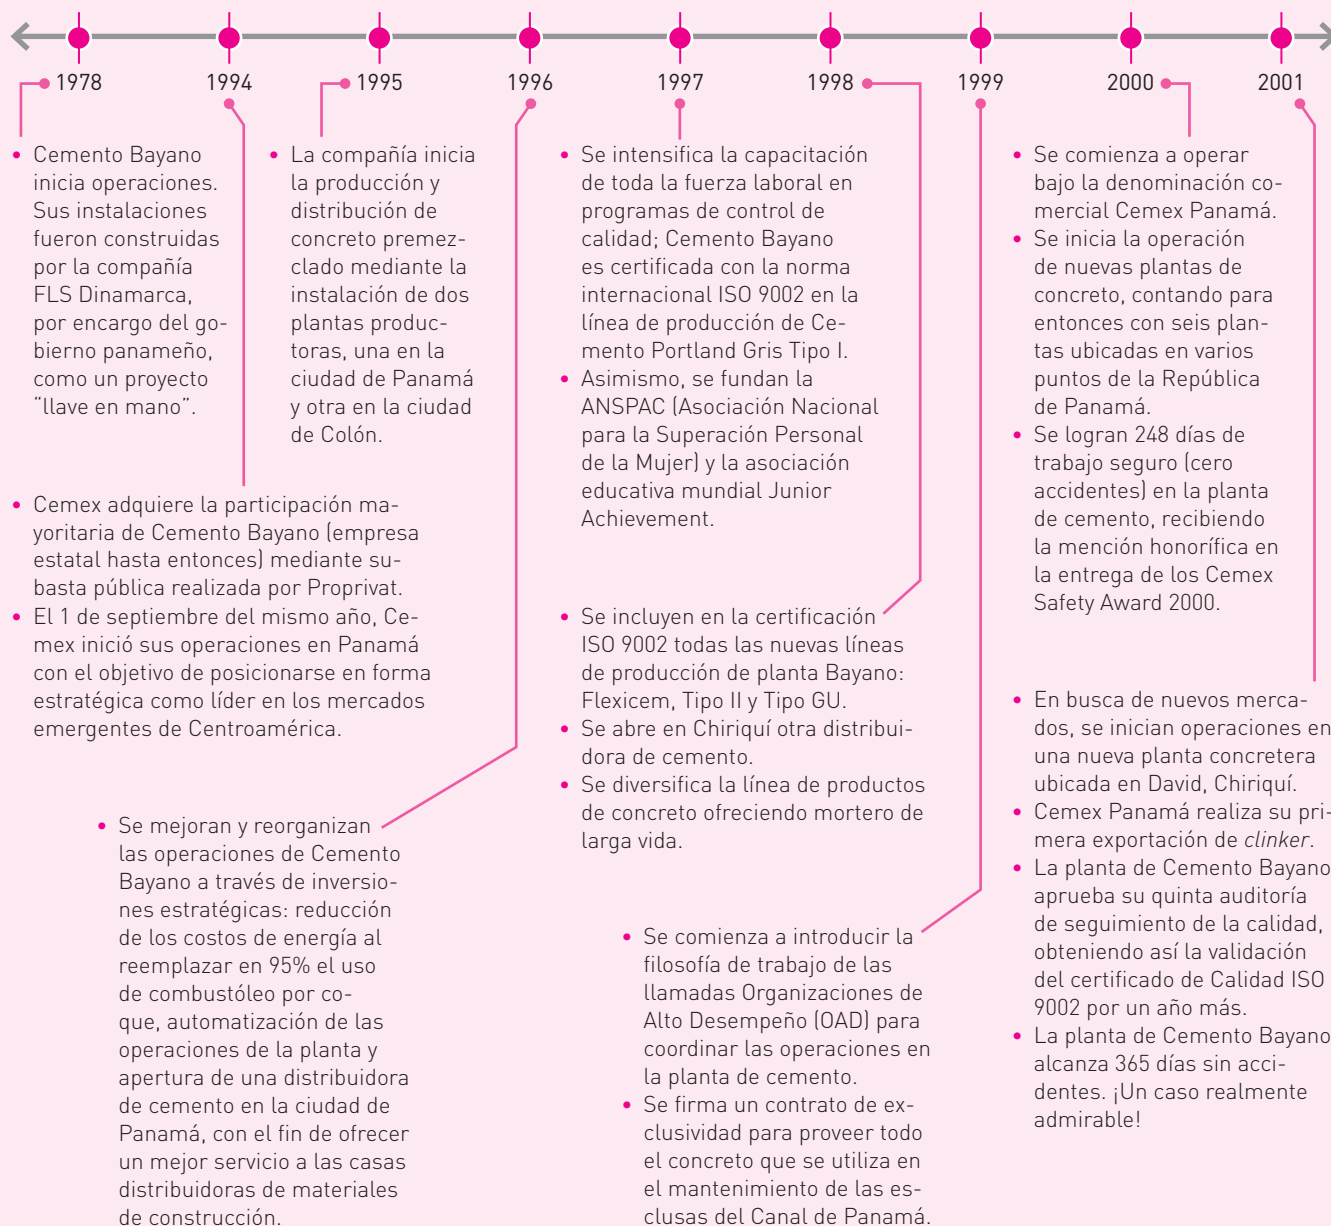 1978
1994
1995
1996
1997
1998
1999
2000
2001
• Cemento Bayano
inicia operaciones.
Sus instalaciones
fueron construidas
por la compañía
FLS Dinamarca,
por encargo del go-
bierno panameño,
como un proyecto
“llave en mano”.
• Cemex adquiere la participación ma-
yoritaria de Cemento Bayano (empresa
estatal hasta entonces) mediante su-
basta pública realizada por Proprivat.
• El 1 de septiembre del mismo año, Ce-
mex inició sus operaciones en Panamá
con el objetivo de posicionarse en forma
estratégica como líder en los mercados
emergentes de Centroamérica.
• La compañía inicia
la producción y
distribución de
concreto premez-
clado mediante la
instalación de dos
plantas produc-
toras, una en la
ciudad de Panamá
y otra en la ciudad
de Colón.
• Se mejoran y reorganizan
las operaciones de Cemento
Bayano a través de inversio-
nes estratégicas: reducción
de los costos de energía al
reemplazar en 95% el uso
de combustóleo por co-
que, automatización de las
operaciones de la planta y
apertura de una distribuidora
de cemento en la ciudad de
Panamá, con el fin de ofrecer
un mejor servicio a las casas
distribuidoras de materiales
de construcción.
• Se intensifica la capacitación
de toda la fuerza laboral en
programas de control de
calidad; Cemento Bayano
es certificada con la norma
internacional ISO 9002 en la
línea de producción de Ce-
mento Portland Gris Tipo I.
• Asimismo, se fundan la
ANSPAC (Asociación Nacional
para la Superación Personal
de la Mujer) y la asociación
educativa mundial Junior
Achievement.
• Se incluyen en la certificación
ISO 9002 todas las nuevas líneas
de producción de planta Bayano:
Flexicem, Tipo II y Tipo GU.
• Se abre en Chiriquí otra distribui-
dora de cemento.
• Se diversifica la línea de productos
de concreto ofreciendo mortero de
larga vida.
• Se comienza a introducir la
filosofía de trabajo de las
llamadas Organizaciones de
Alto Desempeño (OAD) para
coordinar las operaciones en
la planta de cemento.
• Se firma un contrato de ex-
clusividad para proveer todo
el concreto que se utiliza en
el mantenimiento de las es-
clusas del Canal de Panamá.
• Se comienza a operar
bajo la denominación co-
mercial Cemex Panamá.
• Se inicia la operación
de nuevas plantas de
concreto, contando para
entonces con seis plan-
tas ubicadas en varios
puntos de la República
de Panamá.
• Se logran 248 días de
trabajo seguro (cero
accidentes) en la planta
de cemento, recibiendo
la mención honorífica en
la entrega de los Cemex
Safety Award 2000.
• En busca de nuevos merca-
dos, se inician operaciones en
una nueva planta concretera
ubicada en David, Chiriquí.
• Cemex Panamá realiza su pri-
mera exportación de clinker.
• La planta de Cemento Bayano
aprueba su quinta auditoría
de seguimiento de la calidad,
obteniendo así la validación
del certificado de Calidad ISO
9002 por un año más.
• La planta de Cemento Bayano
alcanza 365 días sin acci-
dentes. ¡Un caso realmente
admirable!